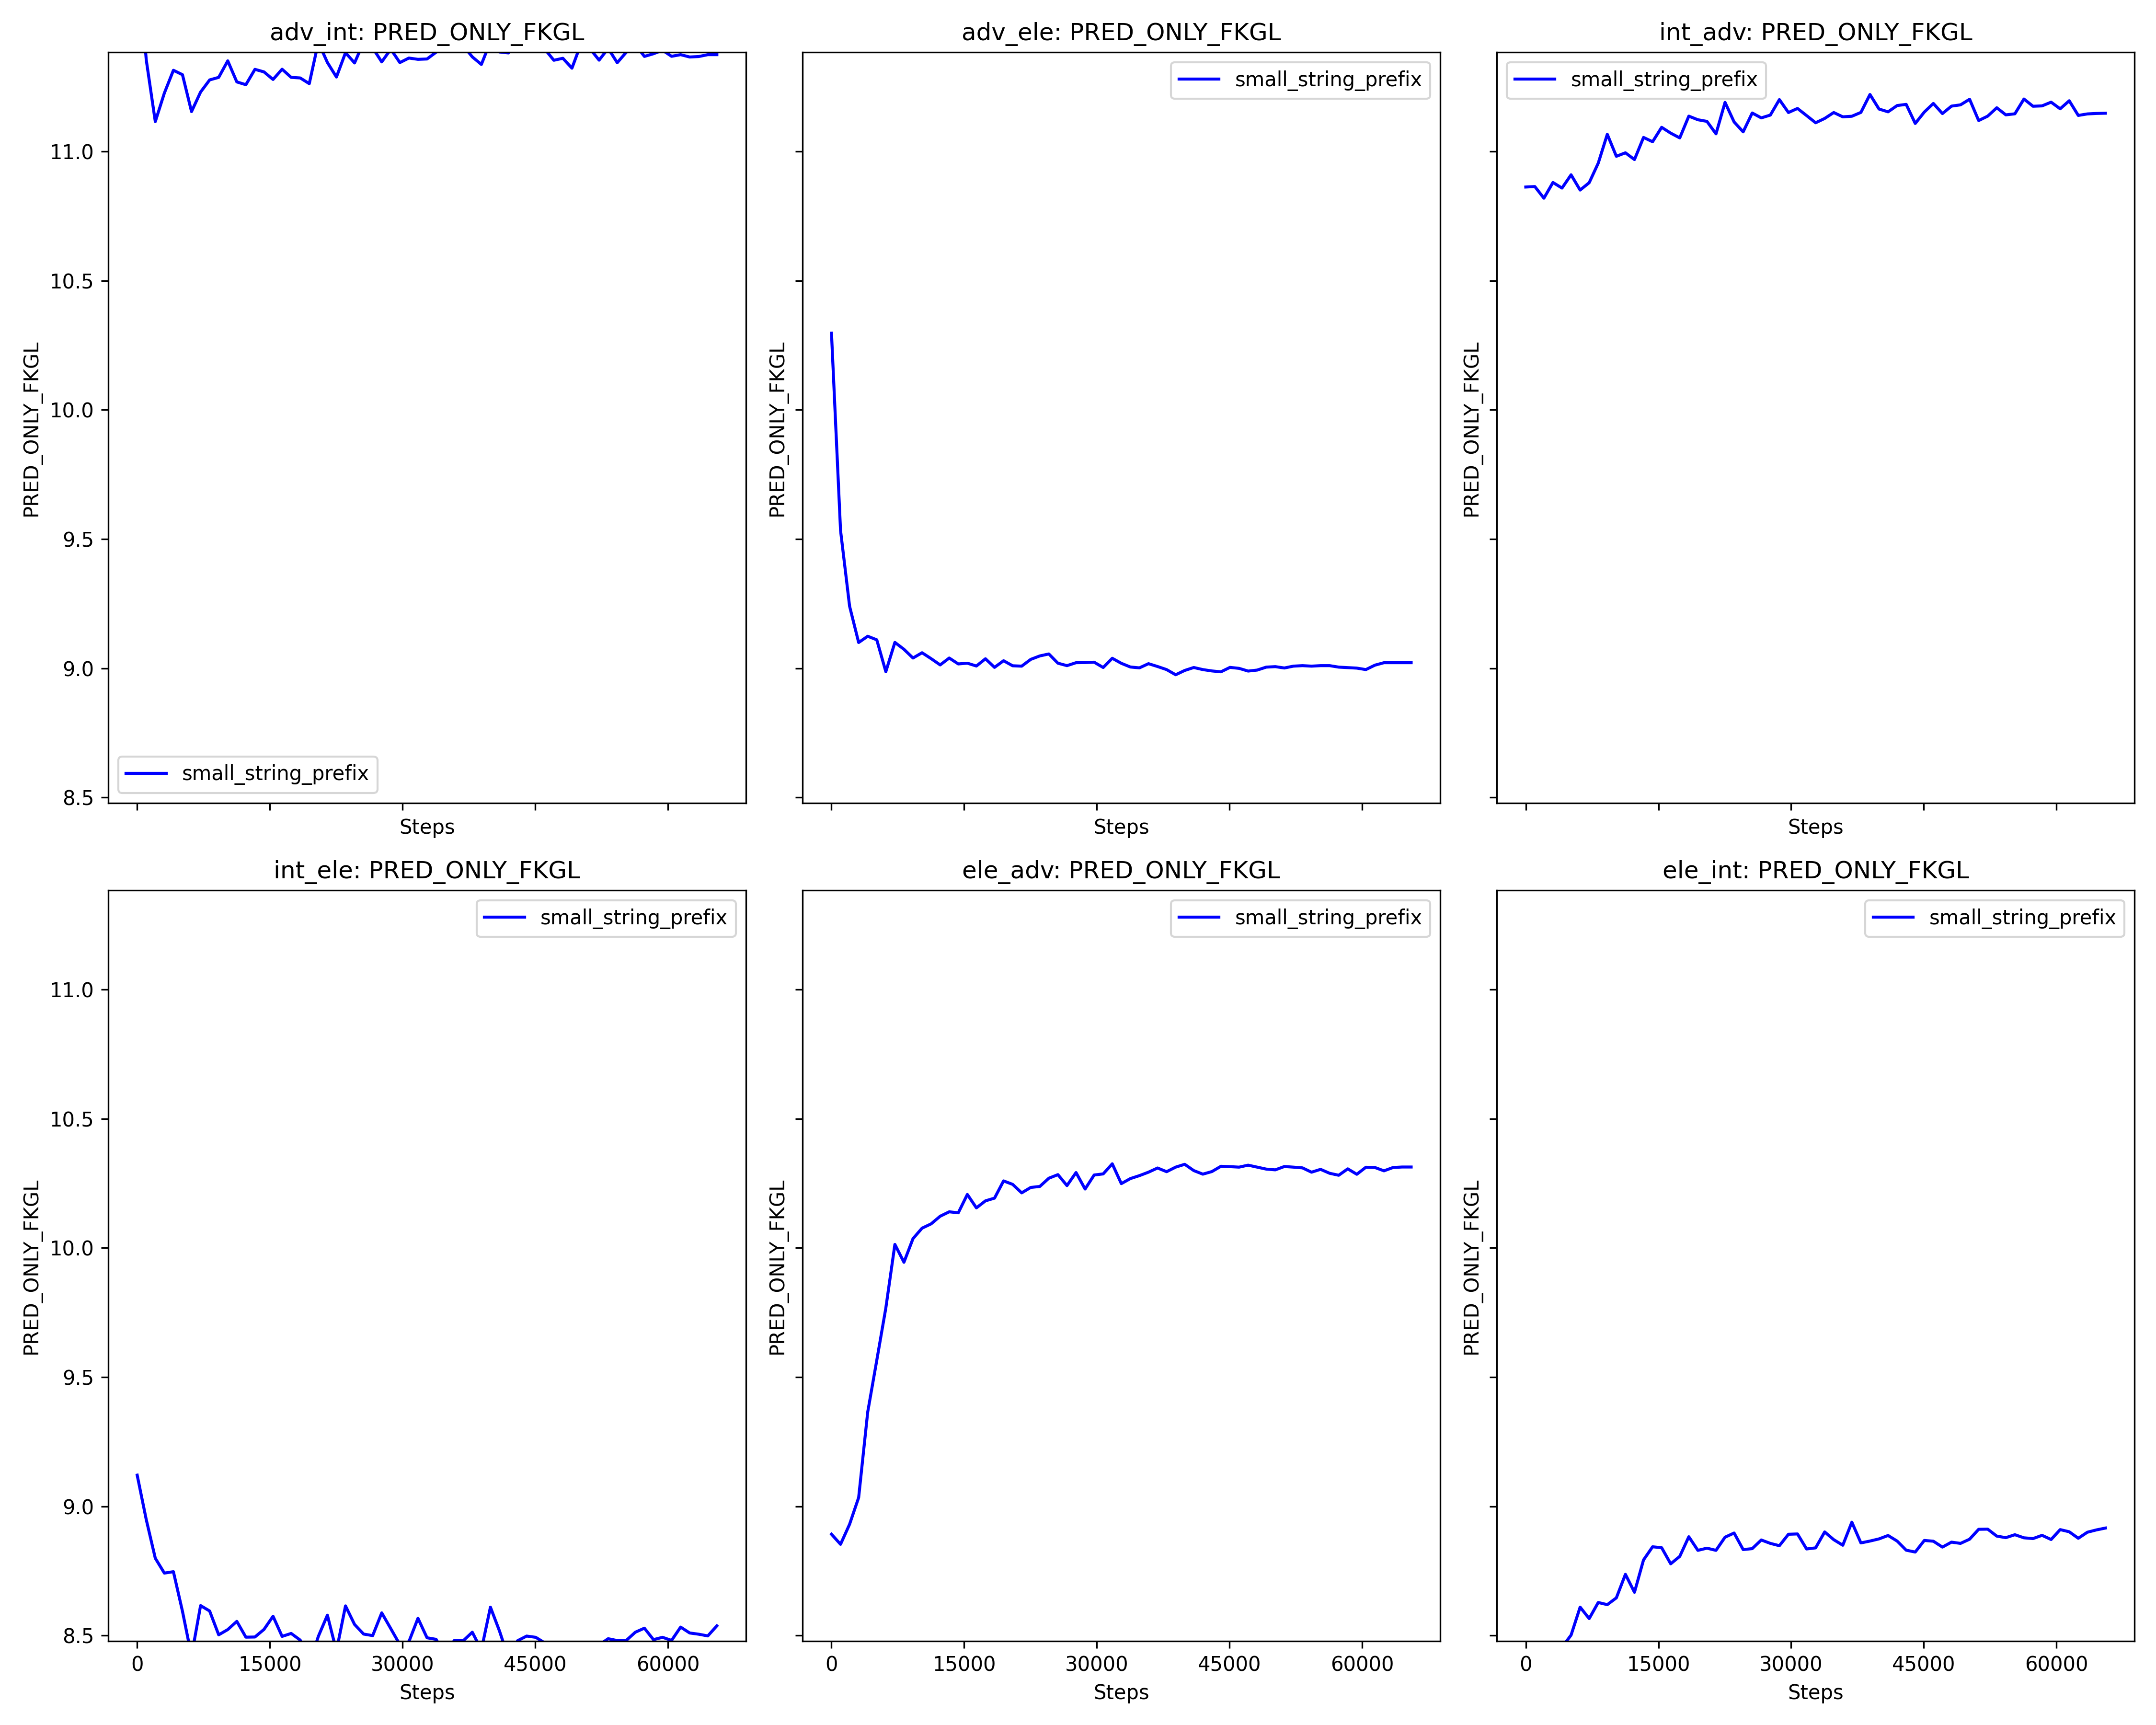 adv_int: PRED_ONLY_FKGL
adv_ele: PRED_ONLY_FKGL
int_adv: PRED_ONLY_FKGL
PRED_ONLY_FKGL
11.0
10.5
10.0
9.5
9.0
8.5
small_string_prefix
Steps
PRED_ONLY_FKGL
small_string_prefix
Steps
PRED_ONLY_FKGL
small_string_prefix
Steps
int_ele: PRED_ONLY_FKGL
ele_adv: PRED_ONLY_FKGL
ele_int: PRED_ONLY_FKGL
PRED_ONLY_FKGL
11.0
10.5
10.0
9.5
9.0
8.5
small_string_prefix
0 15000 30000 45000 60000
Steps
PRED_ONLY_FKGL
small_string_prefix
0 15000 30000 45000 60000
Steps
PRED_ONLY_FKGL
small_string_prefix
0 15000 30000 45000 60000
Steps